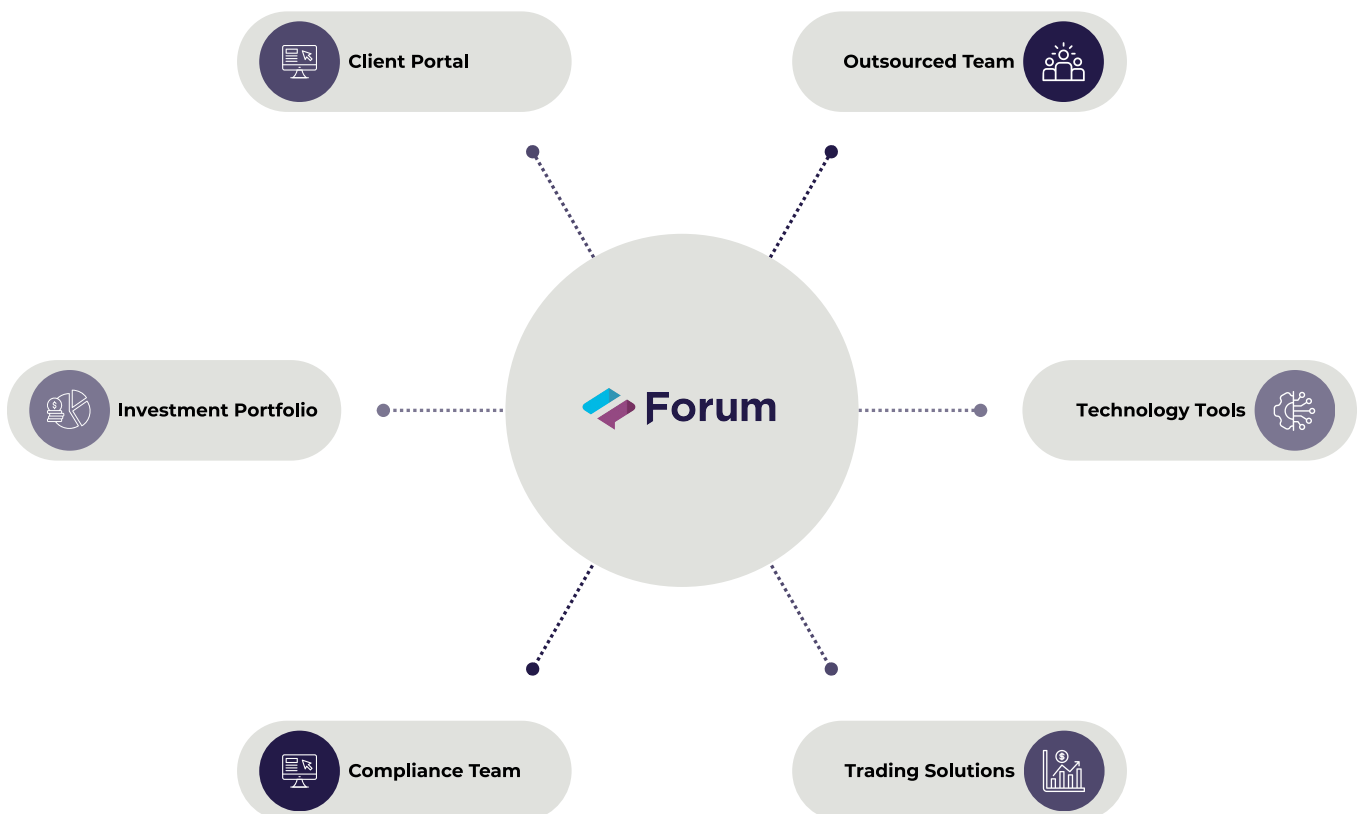 Client Portal
Outsourced Team
Investment Portfolio
Forum
Technology Tools
Compliance Team
Trading Solutions